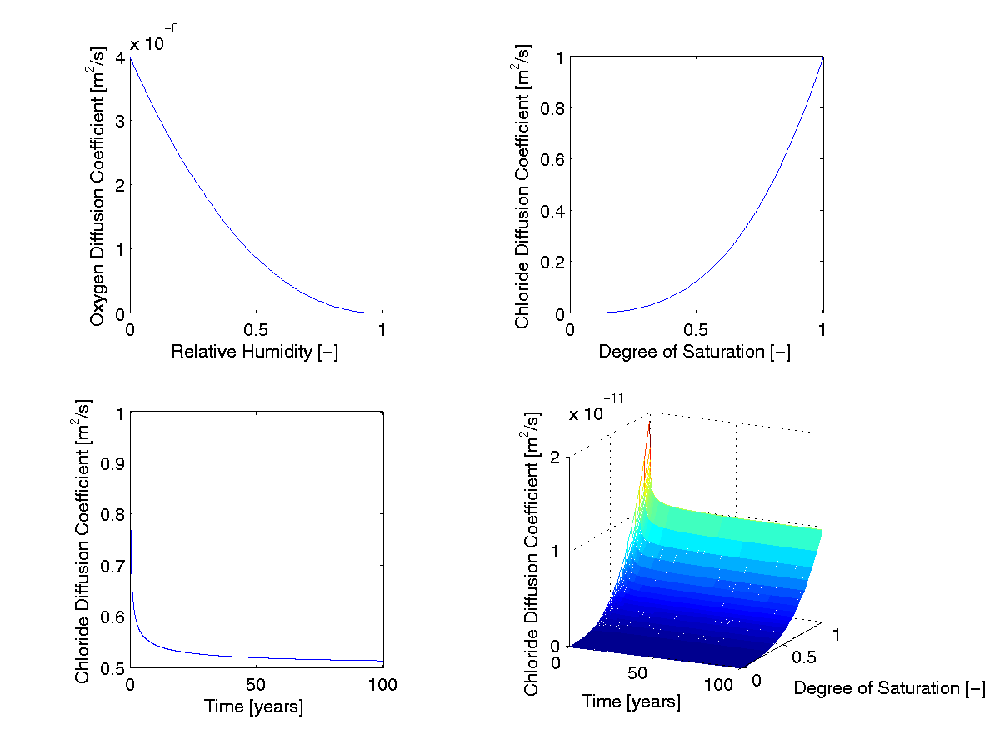 x 10⁻⁸
Oxygen Diffusion Coefficient [m²/s]
4
3
2
1
0
0 0.5 1
Relative Humidity [−]
Chloride Diffusion Coefficient [m²/s]
1
0.8
0.6
0.4
0.2
0
0 0.5 1
Degree of Saturation [−]
Chloride Diffusion Coefficient [m²/s]
1
0.9
0.8
0.7
0.6
0.5
0 50 100
Time [years]
x 10⁻¹¹
Chloride Diffusion Coefficient [m²/s]
2
1
0
0 50 100
Time [years]
0 0.5 1
Degree of Saturation [−]